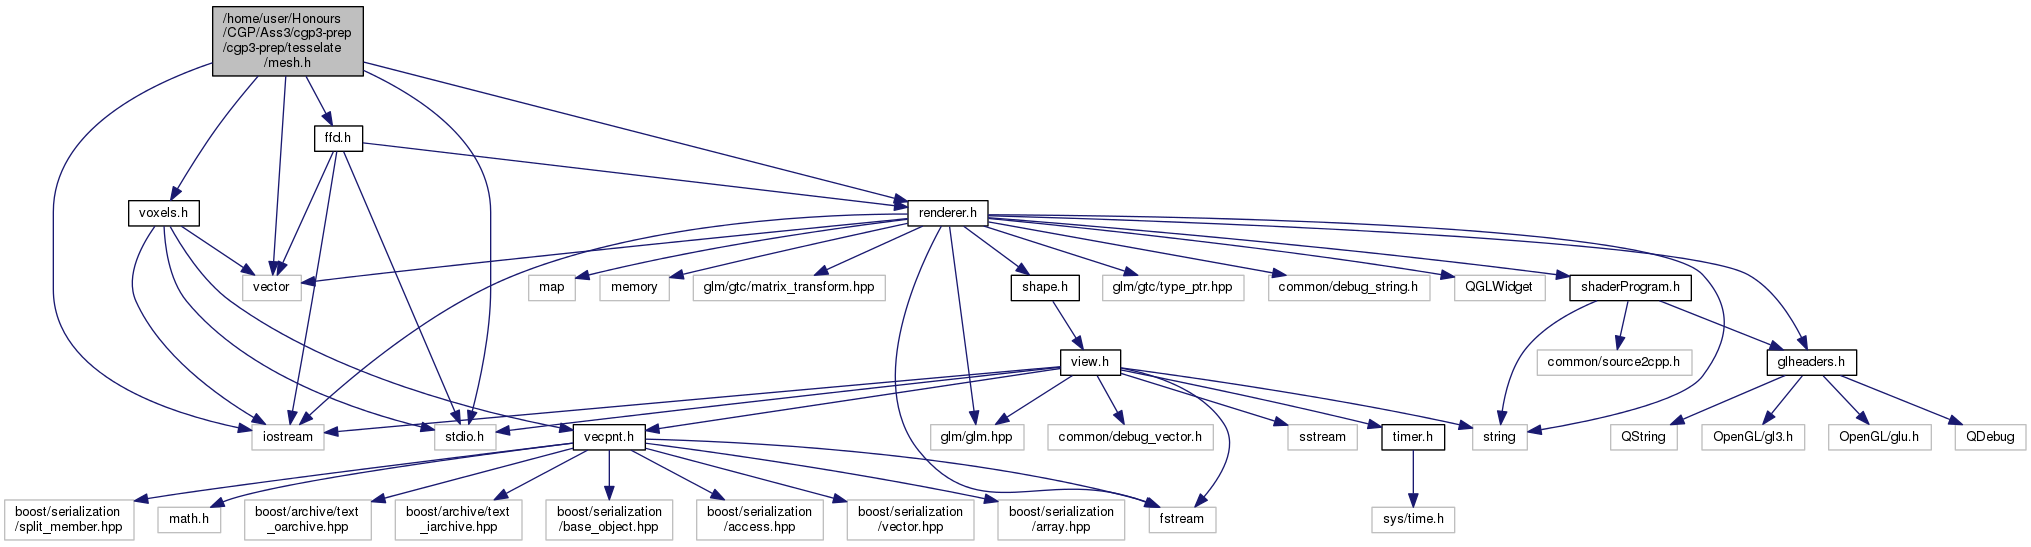 /home/user/Honours
/CGP/Ass3/cgp3-prep
/cgp3-prep/tesselate
/mesh.h
ffd.h
voxels.h
renderer.h
vector
map
memory
glm/gtc/matrix_transform.hpp
shape.h
glm/gtc/type_ptr.hpp
common/debug_string.h
QGLWidget
shaderProgram.h
view.h
common/source2cpp.h
glheaders.h
iostream
stdio.h
vecpnt.h
glm/glm.hpp
common/debug_vector.h
sstream
timer.h
string
QString
OpenGL/gl3.h
OpenGL/glu.h
QDebug
boost/serialization
/split_member.hpp
math.h
boost/archive/text
_oarchive.hpp
boost/archive/text
_iarchive.hpp
boost/serialization
/base_object.hpp
boost/serialization
/access.hpp
boost/serialization
/vector.hpp
boost/serialization
/array.hpp
fstream
sys/time.h